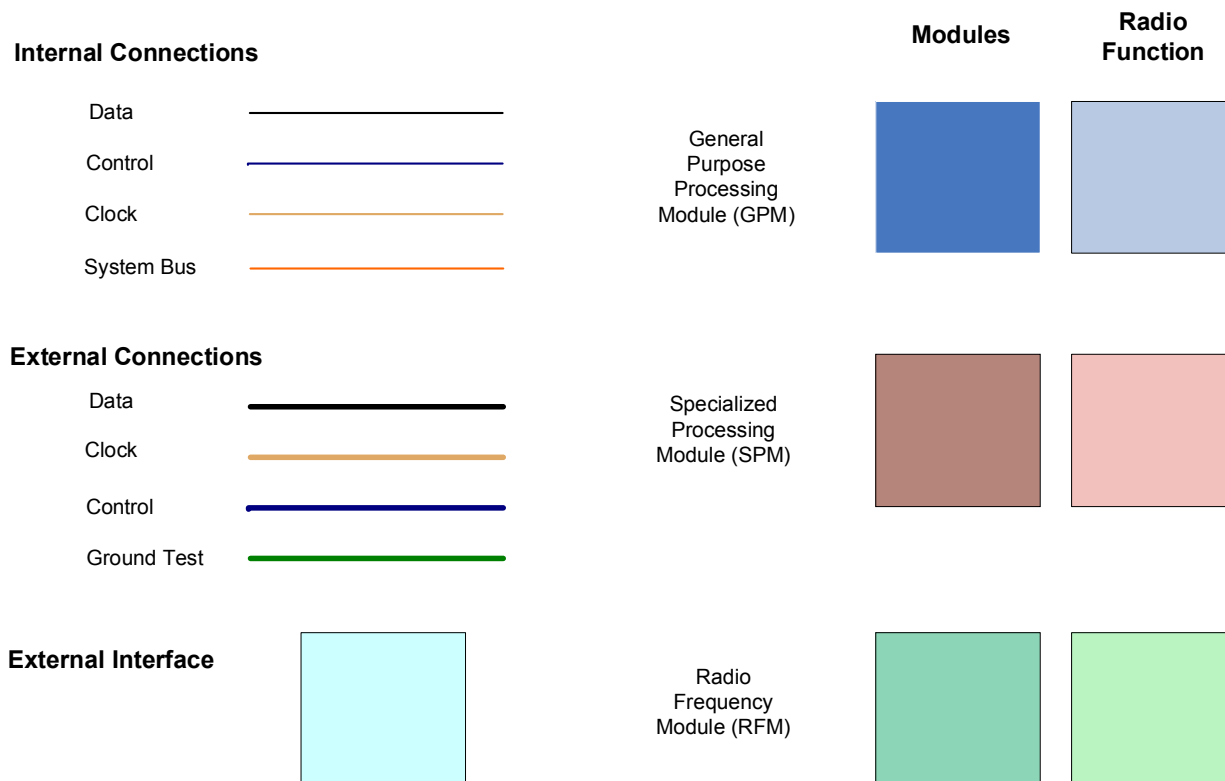 Internal Connections
Data
Control
Clock
System Bus
External Connections
Data
Clock
Control
Ground Test
External Interface
Modules
Radio
Function
General
Purpose
Processing
Module (GPM)
Specialized
Processing
Module (SPM)
Radio
Frequency
Module (RFM)